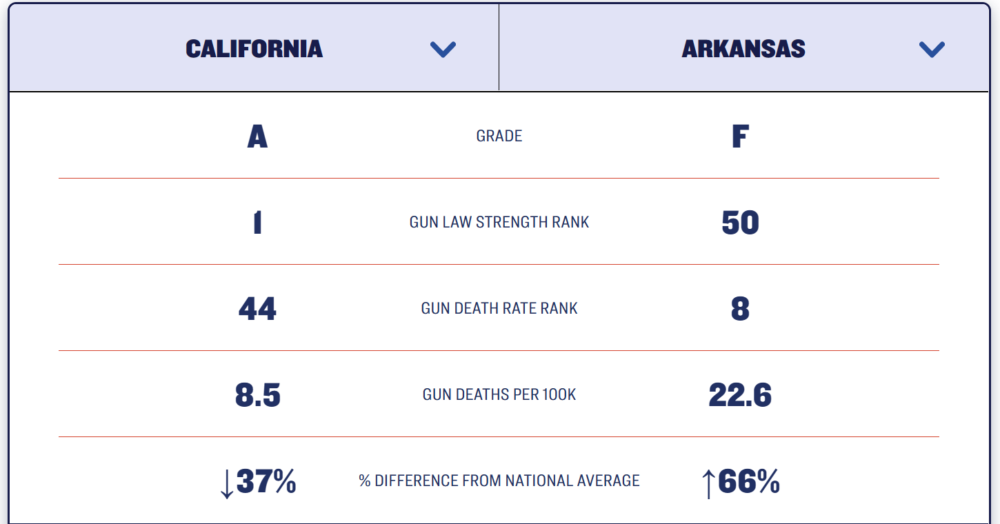 CALIFORNIA ARKANSAS
A GRADE F
1 GUN LAW STRENGTH RANK 50
44 GUN DEATH RATE RANK 8
8.5 GUN DEATHS PER 100K 22.6
↓37% % DIFFERENCE FROM NATIONAL AVERAGE ↑66%